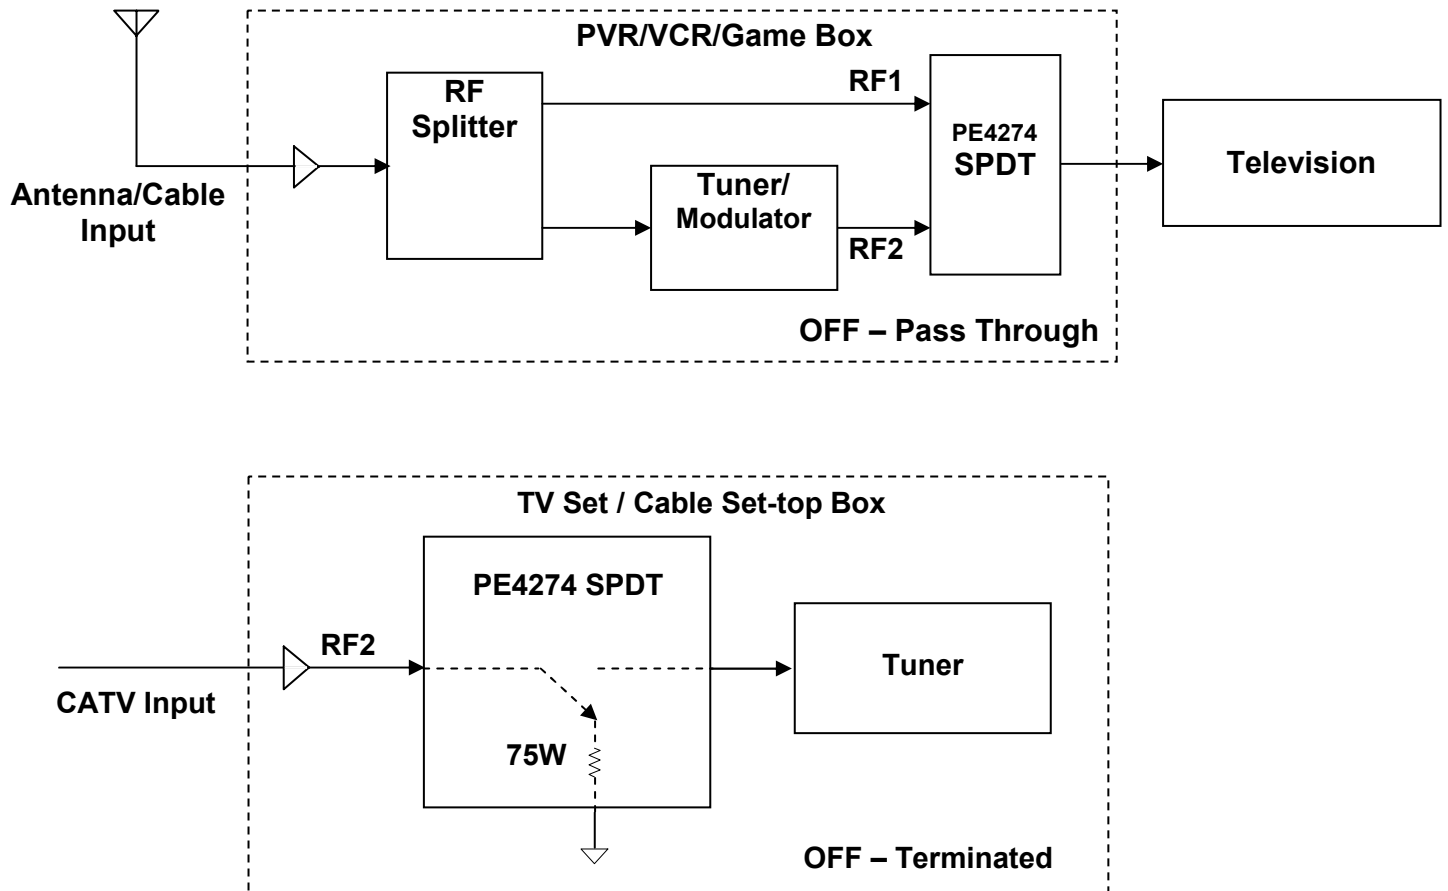 PVR/VCR/Game Box
RF
Splitter
RF1
PE4274
SPDT
Television
Antenna/Cable
Input
Tuner/
Modulator
RF2
OFF – Pass Through
TV Set / Cable Set-top Box
PE4274 SPDT
RF2
Tuner
CATV Input
75W
OFF – Terminated